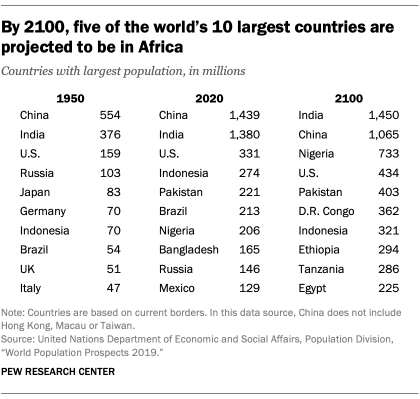 By 2100, five of the world's 10 largest countries are
projected to be in Africa
Countries with largest population, in millions
1950 2020 2100
China 554 China 1,439 India 1,450
India 376 India 1,380 China 1,065
U.S. 159 U.S. 331 Nigeria 733
Russia 103 Indonesia 274 U.S. 434
Japan 83 Pakistan 221 Pakistan 403
Germany 70 Brazil 213 D.R. Congo 362
Indonesia 70 Nigeria 206 Indonesia 321
Brazil 54 Bangladesh 165 Ethiopia 294
UK 51 Russia 146 Tanzania 286
Italy 47 Mexico 129 Egypt 225
Note: Countries are based on current borders. In this data source, China does not include
Hong Kong, Macau or Taiwan.
Source: United Nations Department of Economic and Social Affairs, Population Division,
“World Population Prospects 2019.”
PEW RESEARCH CENTER